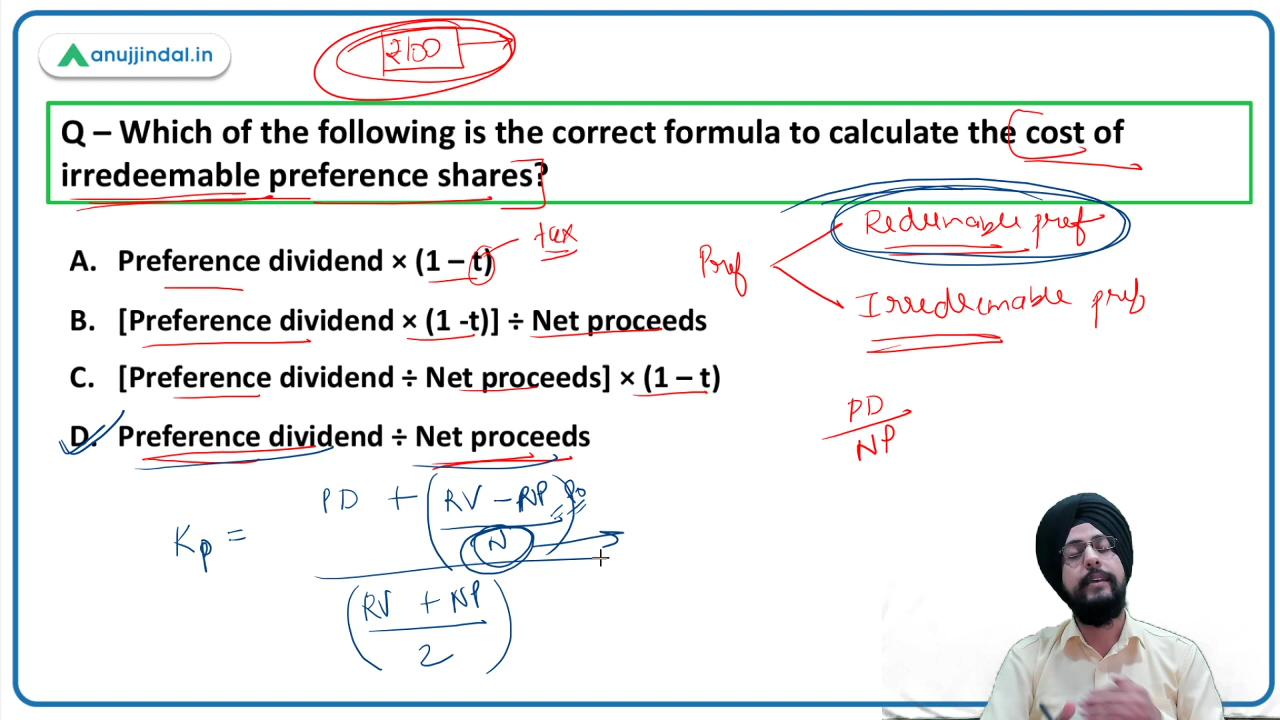 anujjindal.in
₹100
Q – Which of the following is the correct formula to calculate the cost of
irredeemable preference shares?
tax
Pref
Redeemable pref
Irredeemable pref
A. Preference dividend × (1 – t)
B. [Preference dividend × (1 -t)] ÷ Net proceeds
C. [Preference dividend ÷ Net proceeds] × (1 – t)
D. Preference dividend ÷ Net proceeds
PD
NP
Kp =
PD + (RV – NP) Po
N
(RV + NP)
2